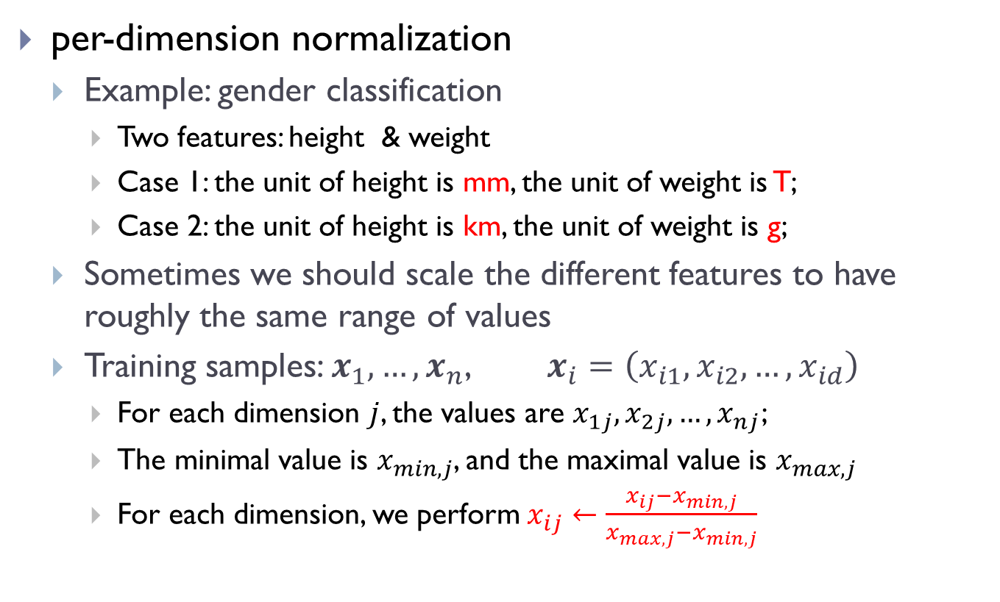 per-dimension normalization
Example: gender classification
Two features: height & weight
Case 1: the unit of height is mm, the unit of weight is T;
Case 2: the unit of height is km, the unit of weight is g;
Sometimes we should scale the different features to have
roughly the same range of values
Training samples: $\boldsymbol{x}_1, \ldots, \boldsymbol{x}_n$, $\boldsymbol{x}_i = (x_{i1}, x_{i2}, \ldots, x_{id})$
For each dimension $j$, the values are $x_{1j}, x_{2j}, \ldots, x_{nj}$;
The minimal value is $x_{min,j}$, and the maximal value is $x_{max,j}$
For each dimension, we perform $x_{ij} \leftarrow \frac{x_{ij}-x_{min,j}}{x_{max,j}-x_{min,j}}$